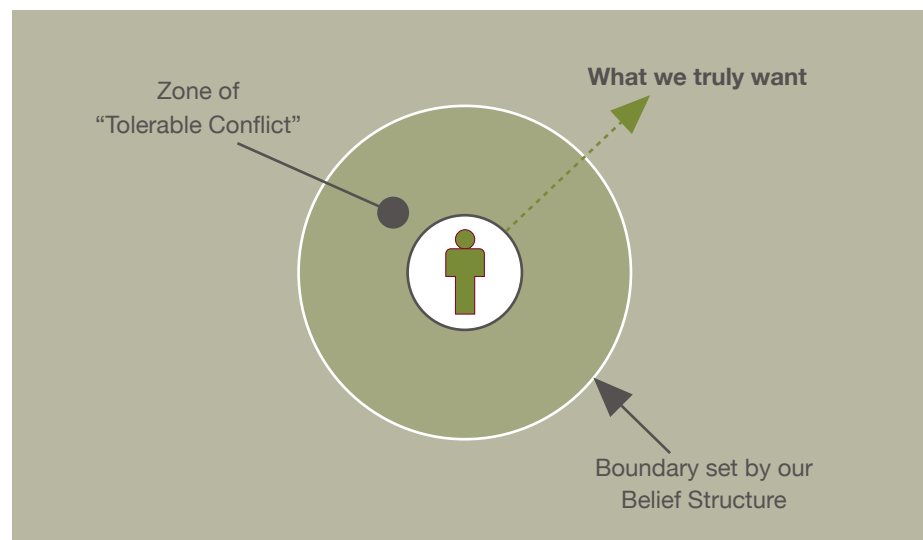 Zone of
“Tolerable Conflict”
What we truly want
Boundary set by our
Belief Structure